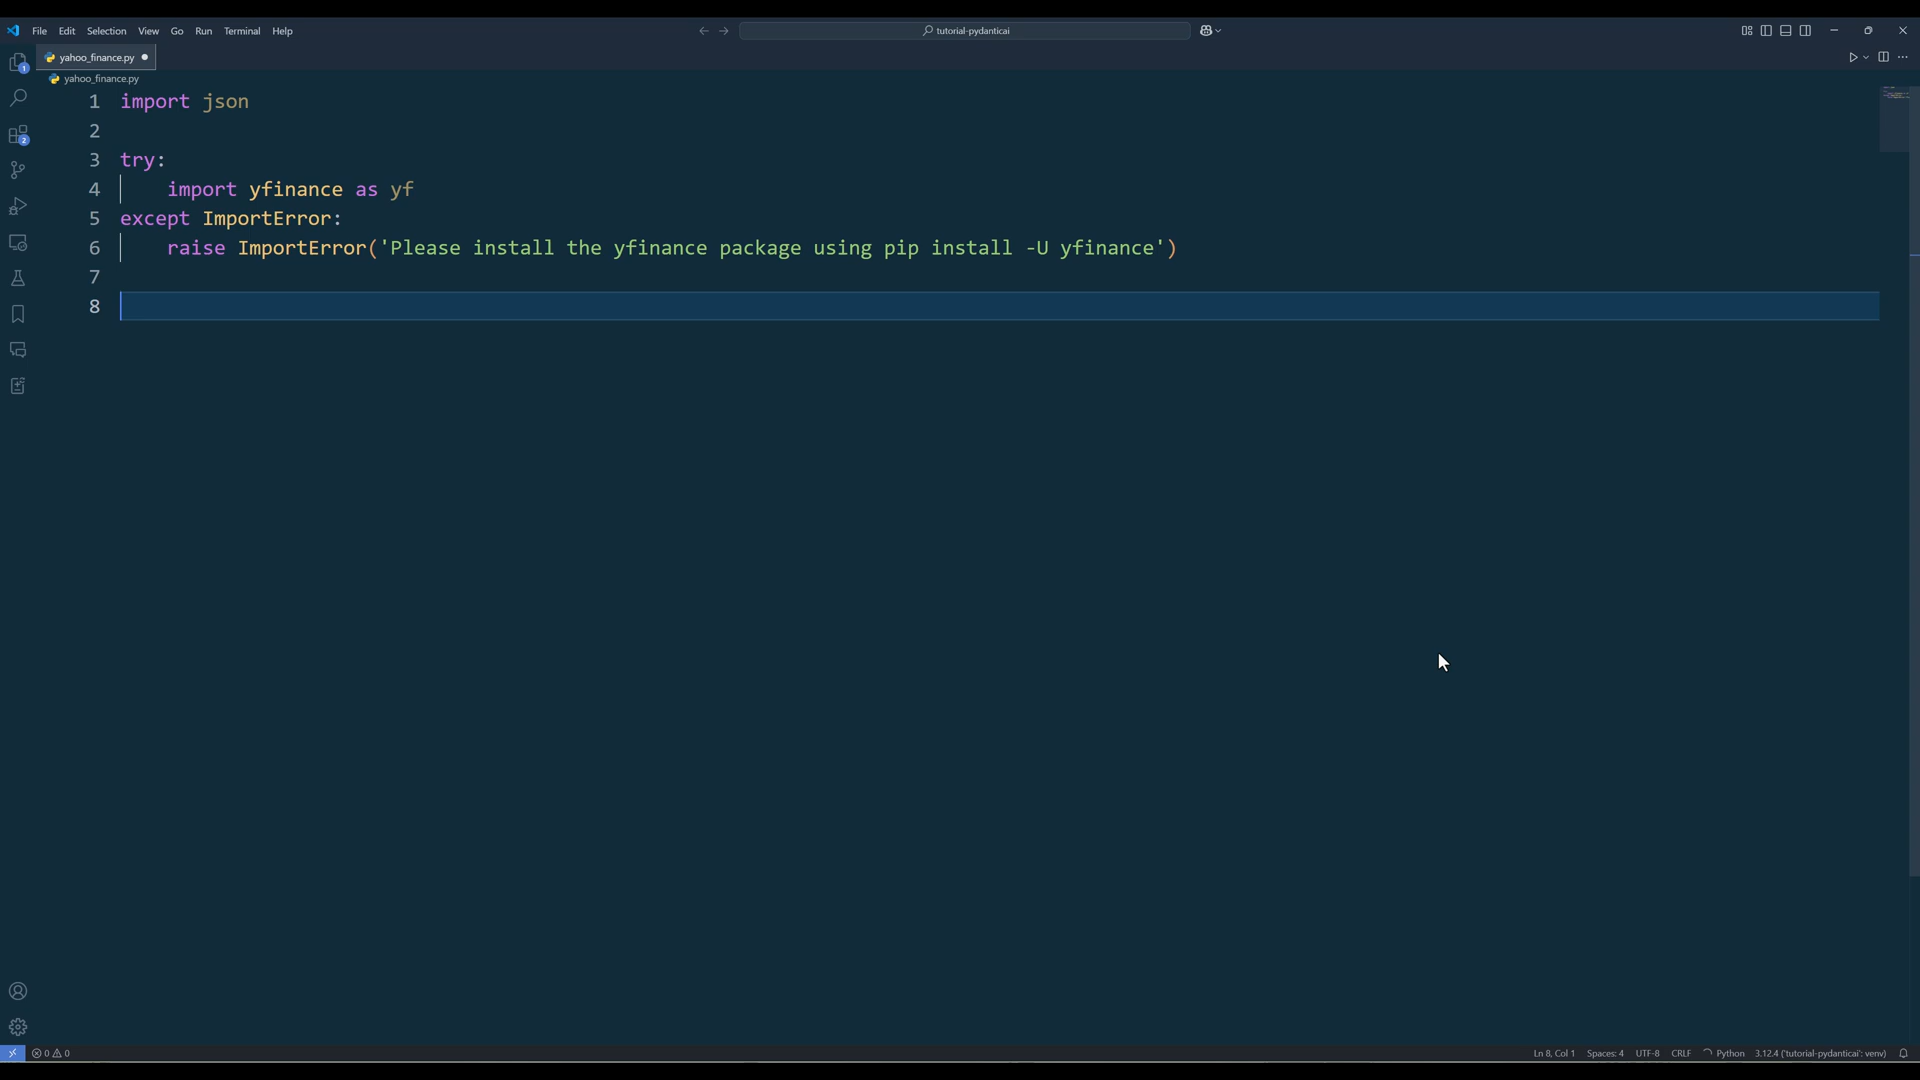 File Edit Selection View Go Run Terminal Help
tutorial-pydanticai
yahoo_finance.py
yahoo_finance.py
1 import json
2
3 try:
4 import yfinance as yf
5 except ImportError:
6 raise ImportError('Please install the yfinance package using pip install -U yfinance')
7
8
1
2
0 0
Ln 8, Col 1 Spaces: 4 UTF-8 CRLF Python 3.12.4 ('tutorial-pydanticai': venv)